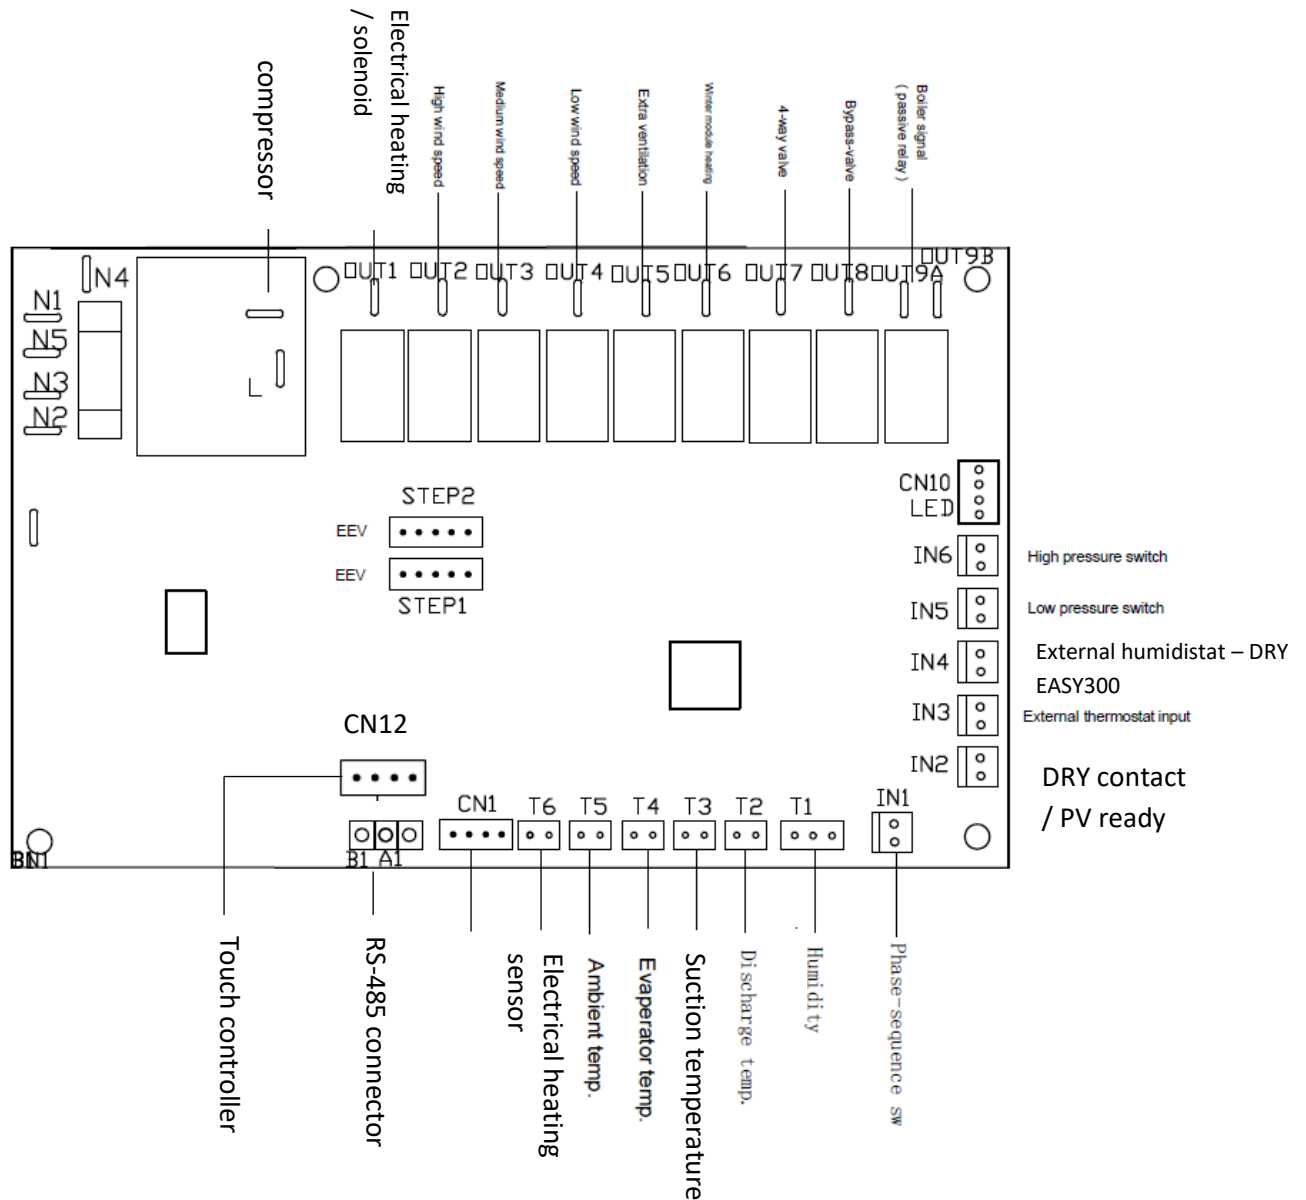 Electrical heating
/ solenoid
compressor
High wind speed
Medium wind speed
Low wind speed
Extra ventilation
Winter module heating
4-way valve
Bypass-valve
Boiler signal
( passive relay )
N4
N1
N5
N3
N2
L
OUT1
OUT2
OUT3
OUT4
OUT5
OUT6
OUT7
OUT8
OUT9A
OUT9B
STEP2
EEV
EEV
STEP1
CN10
LED
IN6
High pressure switch
IN5
Low pressure switch
IN4
External humidistat – DRY
EASY300
IN3
External thermostat input
IN2
DRY contact
/ PV ready
CN12
CN1
T6
T5
T4
T3
T2
T1
IN1
B1 A1
Touch controller
RS-485 connector
Electrical heating
sensor
Ambient temp.
Evaperator temp.
Suction temperature
Discharge temp.
Humidity
Phase-sequence sw